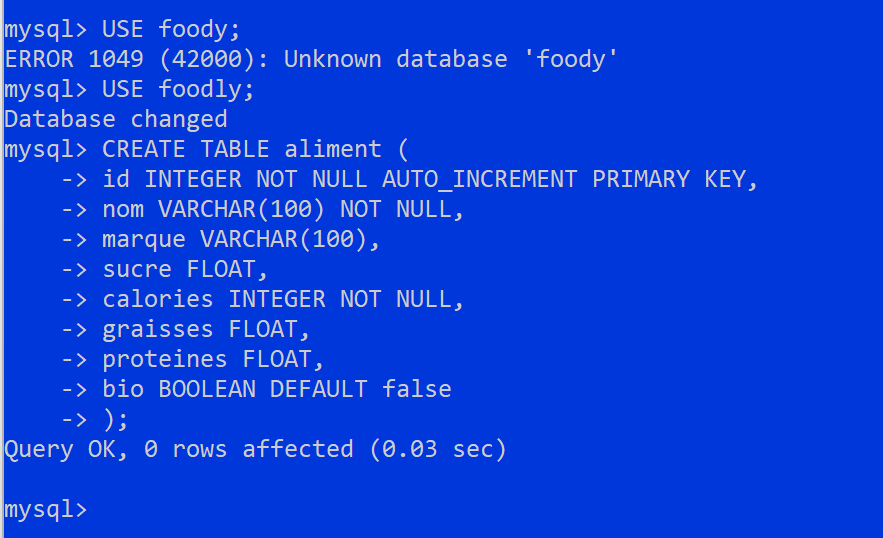 mysql> USE foody;
ERROR 1049 (42000): Unknown database 'foody'
mysql> USE foodly;
Database changed
mysql> CREATE TABLE aliment (
    -> id INTEGER NOT NULL AUTO_INCREMENT PRIMARY KEY,
    -> nom VARCHAR(100) NOT NULL,
    -> marque VARCHAR(100),
    -> sucre FLOAT,
    -> calories INTEGER NOT NULL,
    -> graisses FLOAT,
    -> proteines FLOAT,
    -> bio BOOLEAN DEFAULT false
    -> );
Query OK, 0 rows affected (0.03 sec)

mysql>